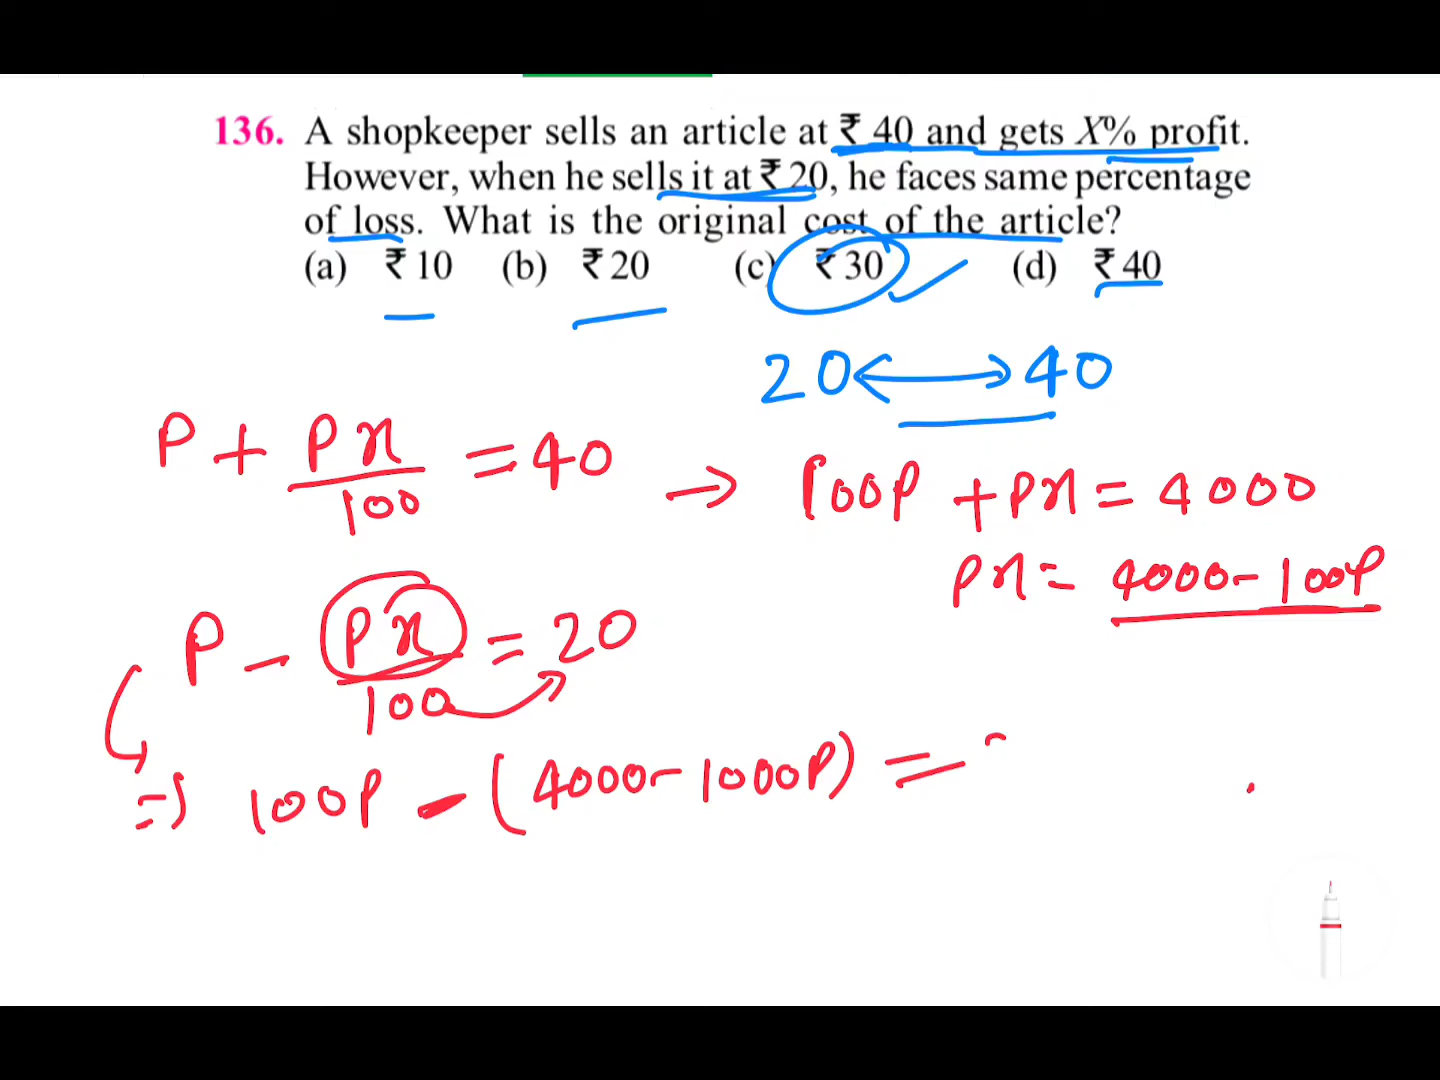 136. A shopkeeper sells an article at ₹ 40 and gets X% profit.
However, when he sells it at ₹ 20, he faces same percentage
of loss. What is the original cost of the article?
(a) ₹ 10 (b) ₹ 20 (c) ₹ 30 (d) ₹ 40
20 ↔ 40
P + Px/100 = 40 → 100P + Px = 4000
Px = 4000 - 100P
P - Px/100 = 20
⇒ 100P - (4000 - 1000P) =